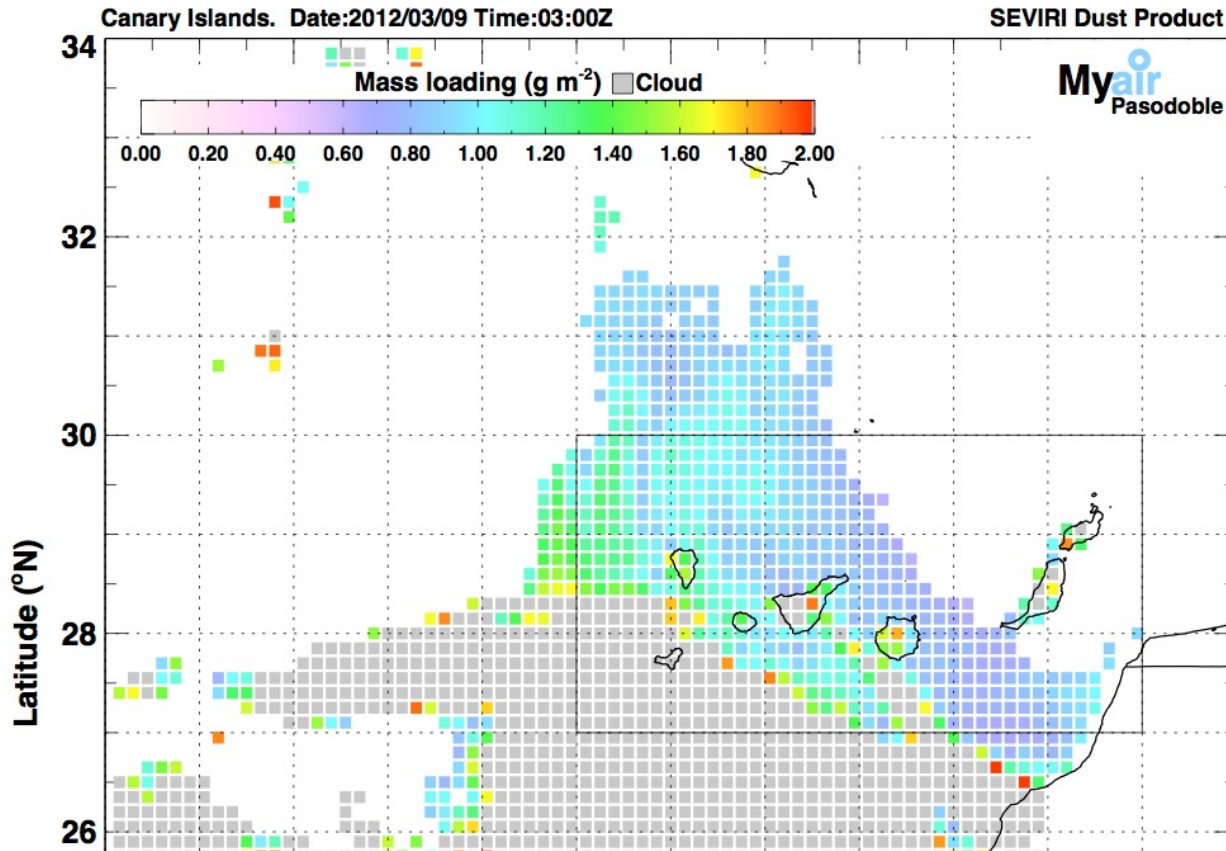 Canary Islands. Date:2012/03/09 Time:03:00Z SEVIRI Dust Product
34
Mass loading (g m⁻²) Cloud
Myair
Pasodoble
0.00 0.20 0.40 0.60 0.80 1.00 1.20 1.40 1.60 1.80 2.00
32
30
Latitude (°N)
28
26